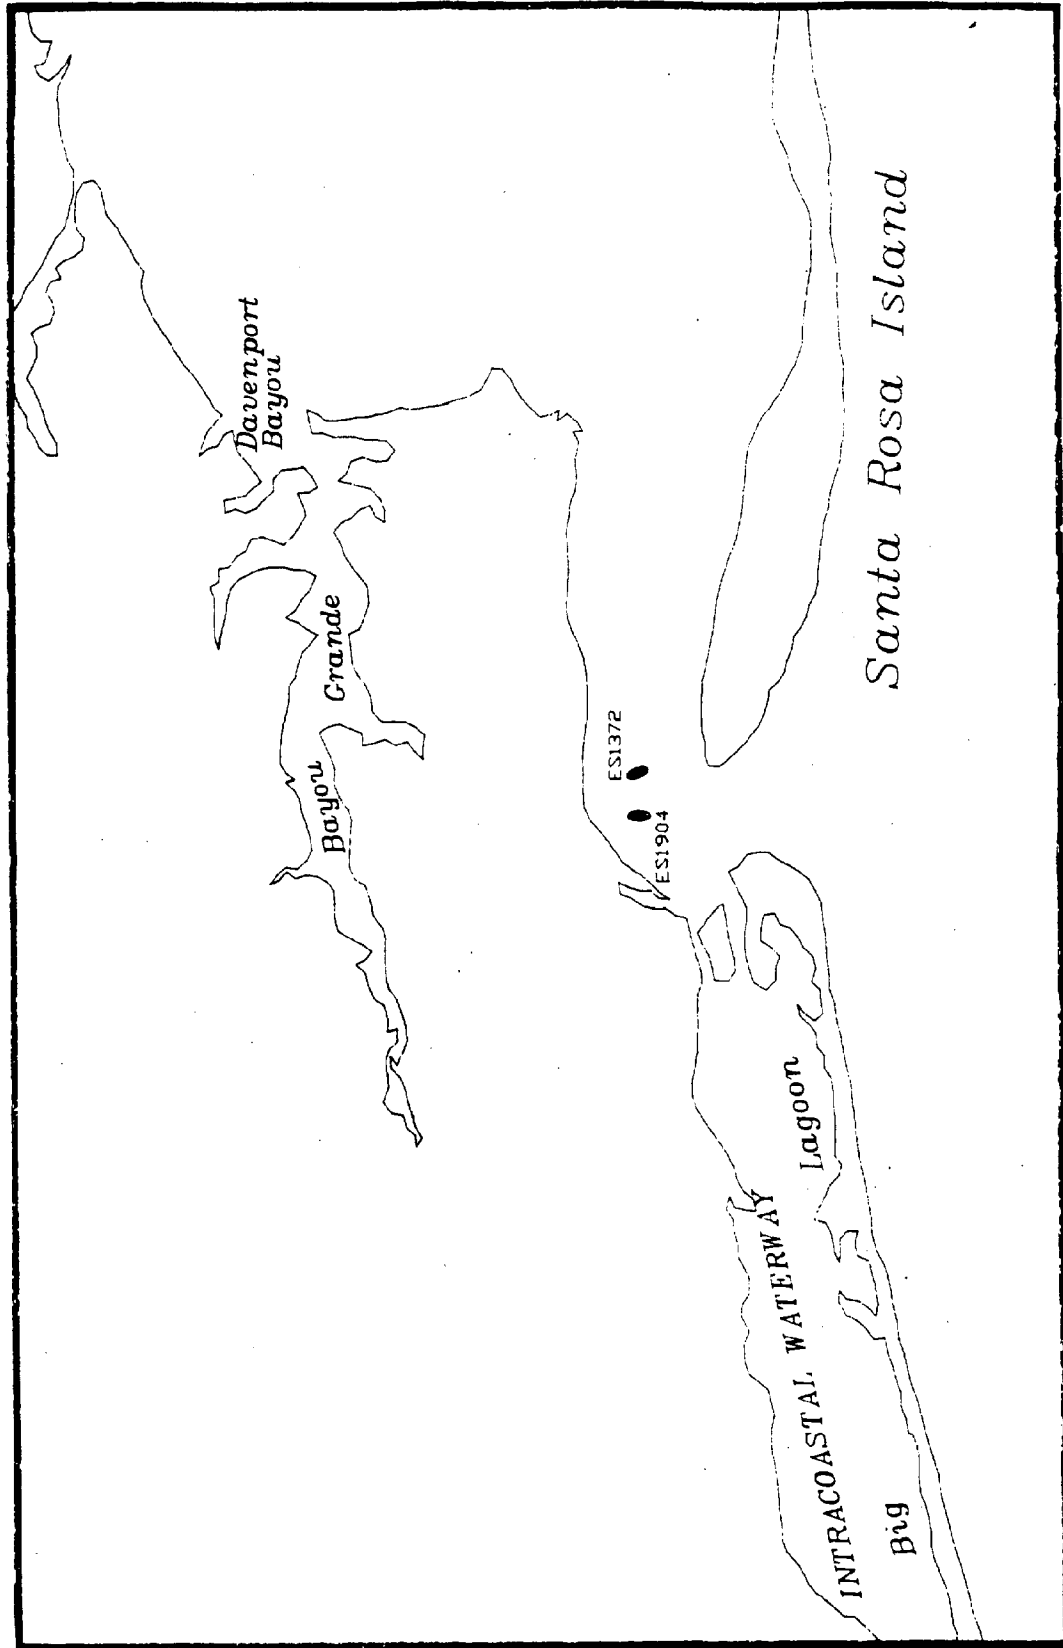 Davenport
Bayou
Bayou Grande
ES1372
ES1904
Santa Rosa Island
INTRACOASTAL WATERWAY
Big Lagoon